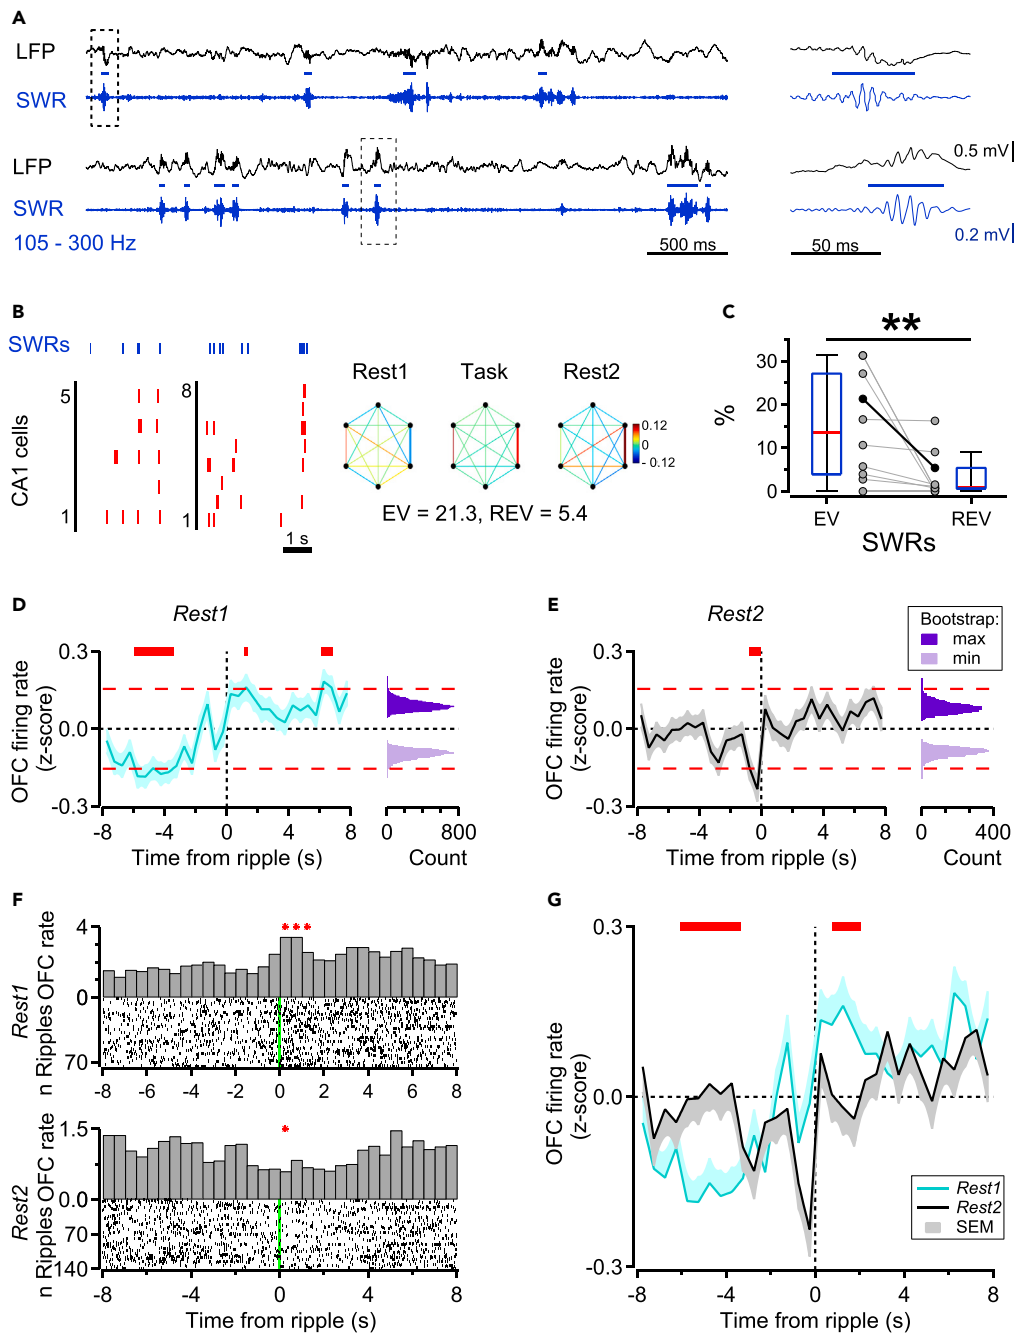 A
LFP
SWR
LFP
SWR
105 - 300 Hz
0.5 mV
0.2 mV
500 ms
50 ms
B
SWRs
CA1 cells
5
1
8
1
1 s
Rest1
Task
Rest2
0.12
0
- 0.12
EV = 21.3, REV = 5.4
C
**
%
30
20
10
0
EV
REV
SWRs
D
Rest1
OFC firing rate
(z-score)
0.3
0.0
-0.3
-8
-4
0
4
8
Time from ripple (s)
0
800
Count
E
Rest2
Bootstrap:
max
min
OFC firing rate
(z-score)
0.3
0.0
-0.3
-8
-4
0
4
8
Time from ripple (s)
0
400
Count
F
Rest1
n Ripples OFC rate
4
0
70
* * *
-8
-6
-4
-2
0
2
4
6
8
Rest2
n Ripples OFC rate
1.5
0.0
70
140
*
-8
-4
0
4
8
Time from ripple (s)
G
OFC firing rate
(z-score)
0.3
0.0
-0.3
Rest1
Rest2
SEM
-8
-4
0
4
8
Time from ripple (s)